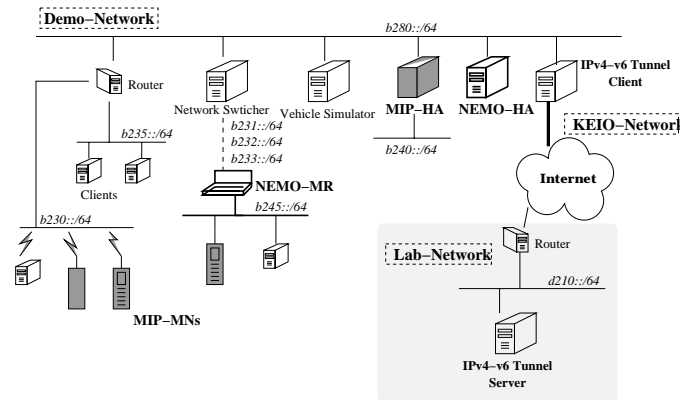 Demo–Network
b280::/64
Router
Network Swticher
Vehicle Simulator
MIP–HA
NEMO–HA
IPv4–v6 Tunnel
Client
b231::/64
b232::/64
b233::/64
b235::/64
b240::/64
KEIO–Network
Clients
NEMO–MR
Internet
b230::/64
b245::/64
Router
Lab–Network
d210::/64
MIP–MNs
IPv4–v6 Tunnel
Server